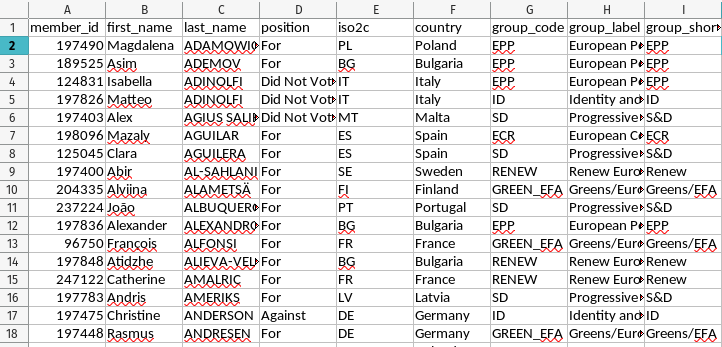 A B C D E F G H I
1 member_id first_name last_name position iso2c country group_code group_label group_shor
2 197490 Magdalena ADAMOWI For PL Poland EPP European P EPP
3 189525 Asim ADEMOV For BG Bulgaria EPP European P EPP
4 124831 Isabella ADINOLFI Did Not Vot IT Italy EPP European P EPP
5 197826 Matteo ADINOLFI Did Not Vot IT Italy ID Identity and ID
6 197403 Alex AGIUS SALI Did Not Vot MT Malta SD Progressive S&D
7 198096 Mazaly AGUILAR For ES Spain ECR European C ECR
8 125045 Clara AGUILERA For ES Spain SD Progressive S&D
9 197400 Abir AL-SAHLANI For SE Sweden RENEW Renew Euro Renew
10 204335 Alviina ALAMETSÄ For FI Finland GREEN_EFA Greens/Euro Greens/EFA
11 237224 João ALBUQUER For PT Portugal SD Progressive S&D
12 197836 Alexander ALEXANDRO For BG Bulgaria EPP European P EPP
13 96750 François ALFONSI For FR France GREEN_EFA Greens/Euro Greens/EFA
14 197848 Atidzhe ALIEVA-VEL For BG Bulgaria RENEW Renew Euro Renew
15 247122 Catherine AMALRIC For FR France RENEW Renew Euro Renew
16 197783 Andris AMERIKS For LV Latvia SD Progressive S&D
17 197475 Christine ANDERSON Against DE Germany ID Identity and ID
18 197448 Rasmus ANDRESEN For DE Germany GREEN_EFA Greens/Euro Greens/EFA